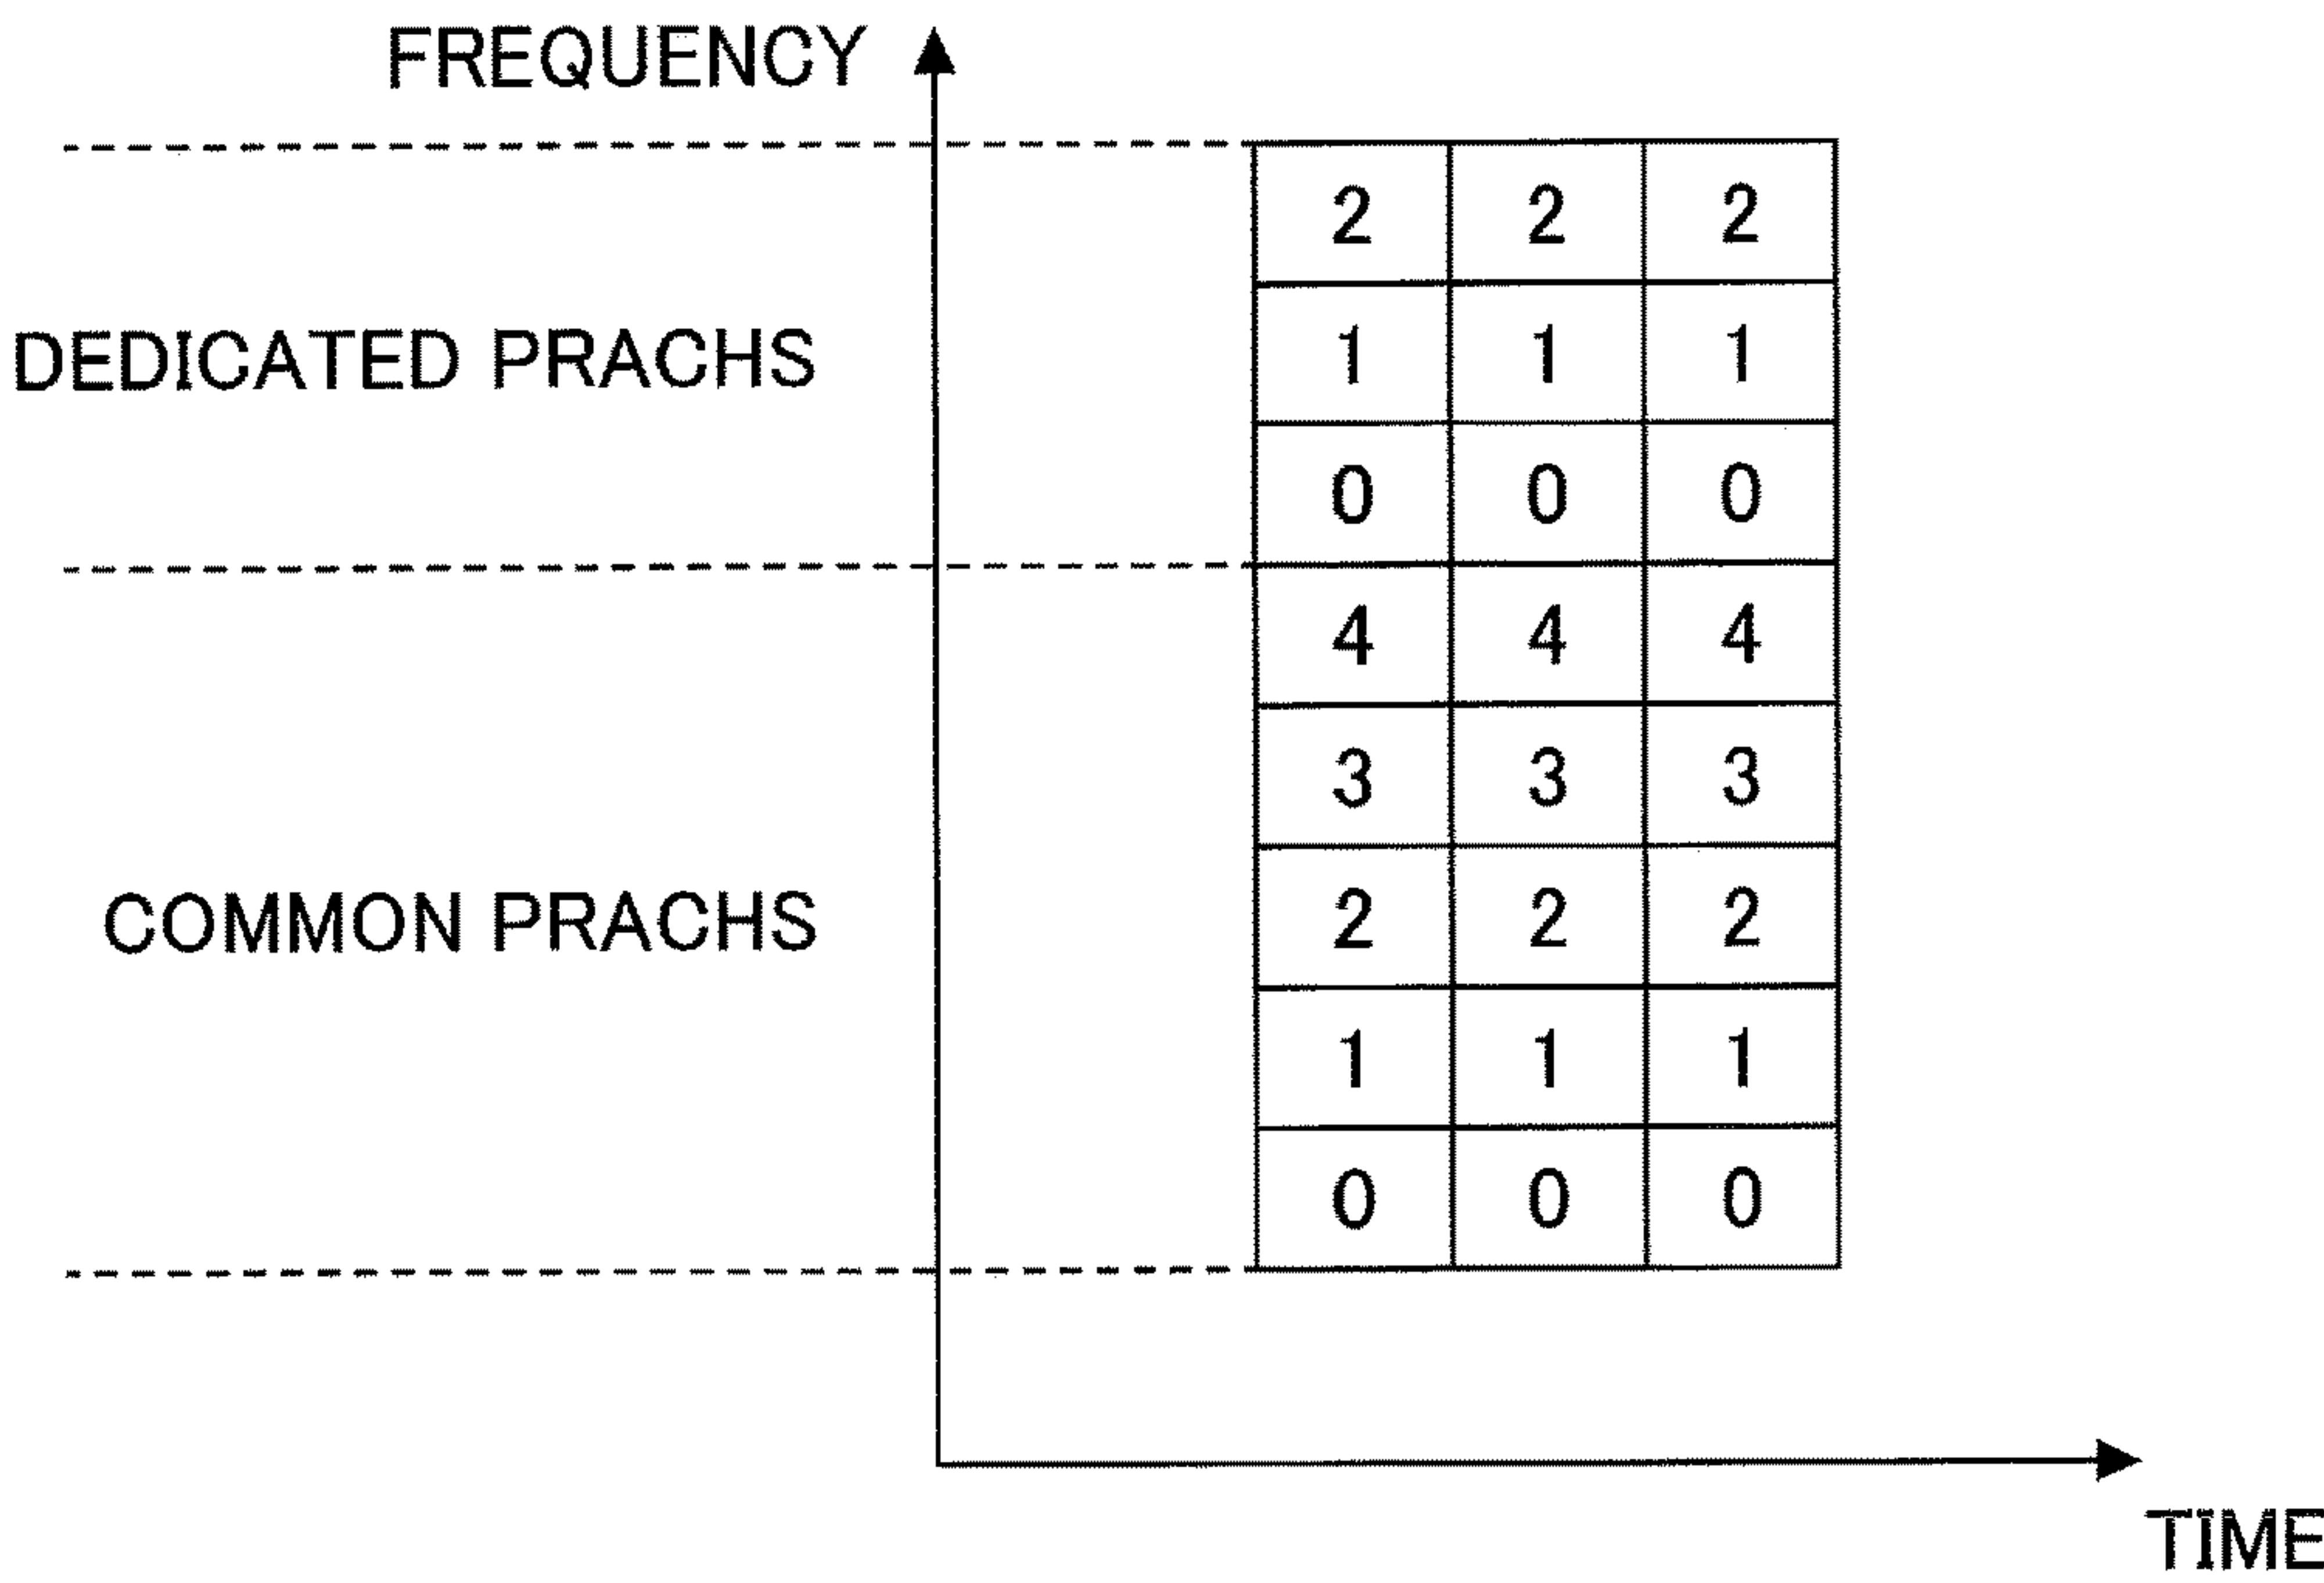 FREQUENCY
2 2 2
DEDICATED PRACHS
1 1 1
0 0 0
4 4 4
3 3 3
COMMON PRACHS
2 2 2
1 1 1
0 0 0
TIME